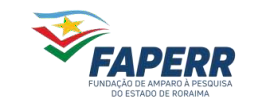 FAPERR
FUNDAÇÃO DE AMPARO À PESQUISA
DO ESTADO DE RORAIMA